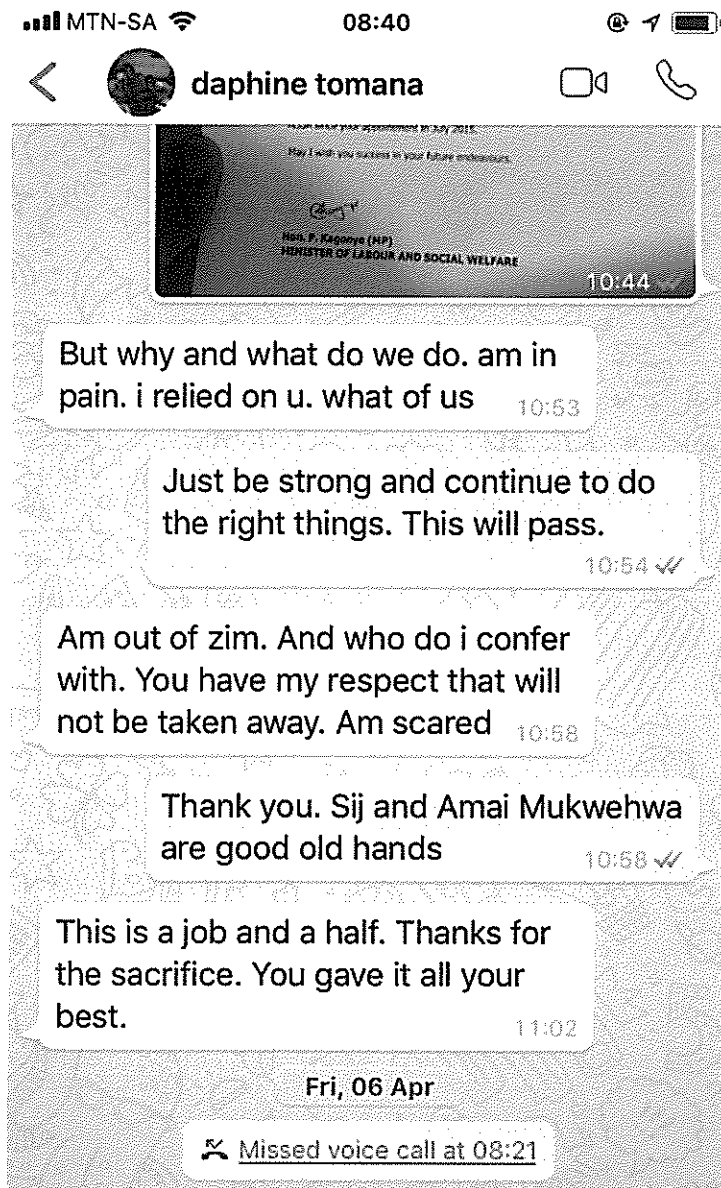 MTN-SA 08:40
daphine tomana
your appointment in July 2015.
May I wish you success in your future endeavours.
Hon. P. Kagonye (MP)
MINISTER OF LABOUR AND SOCIAL WELFARE
10:44
But why and what do we do. am in
pain. i relied on u. what of us 10:53
Just be strong and continue to do
the right things. This will pass.
10:54
Am out of zim. And who do i confer
with. You have my respect that will
not be taken away. Am scared 10:58
Thank you. Sij and Amai Mukwehwa
are good old hands 10:58
This is a job and a half. Thanks for
the sacrifice. You gave it all your
best. 11:02
Fri, 06 Apr
Missed voice call at 08:21